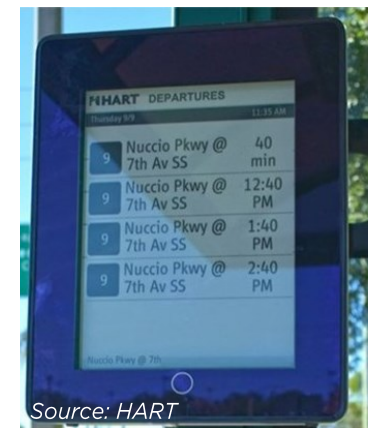 HART DEPARTURES
Thursday 9/9 11:35 AM
9 Nuccio Pkwy @ 40
7th Av SS min
9 Nuccio Pkwy @ 12:40
7th Av SS PM
9 Nuccio Pkwy @ 1:40
7th Av SS PM
9 Nuccio Pkwy @ 2:40
7th Av SS PM
Nuccio Pkwy @ 7th
Source: HART